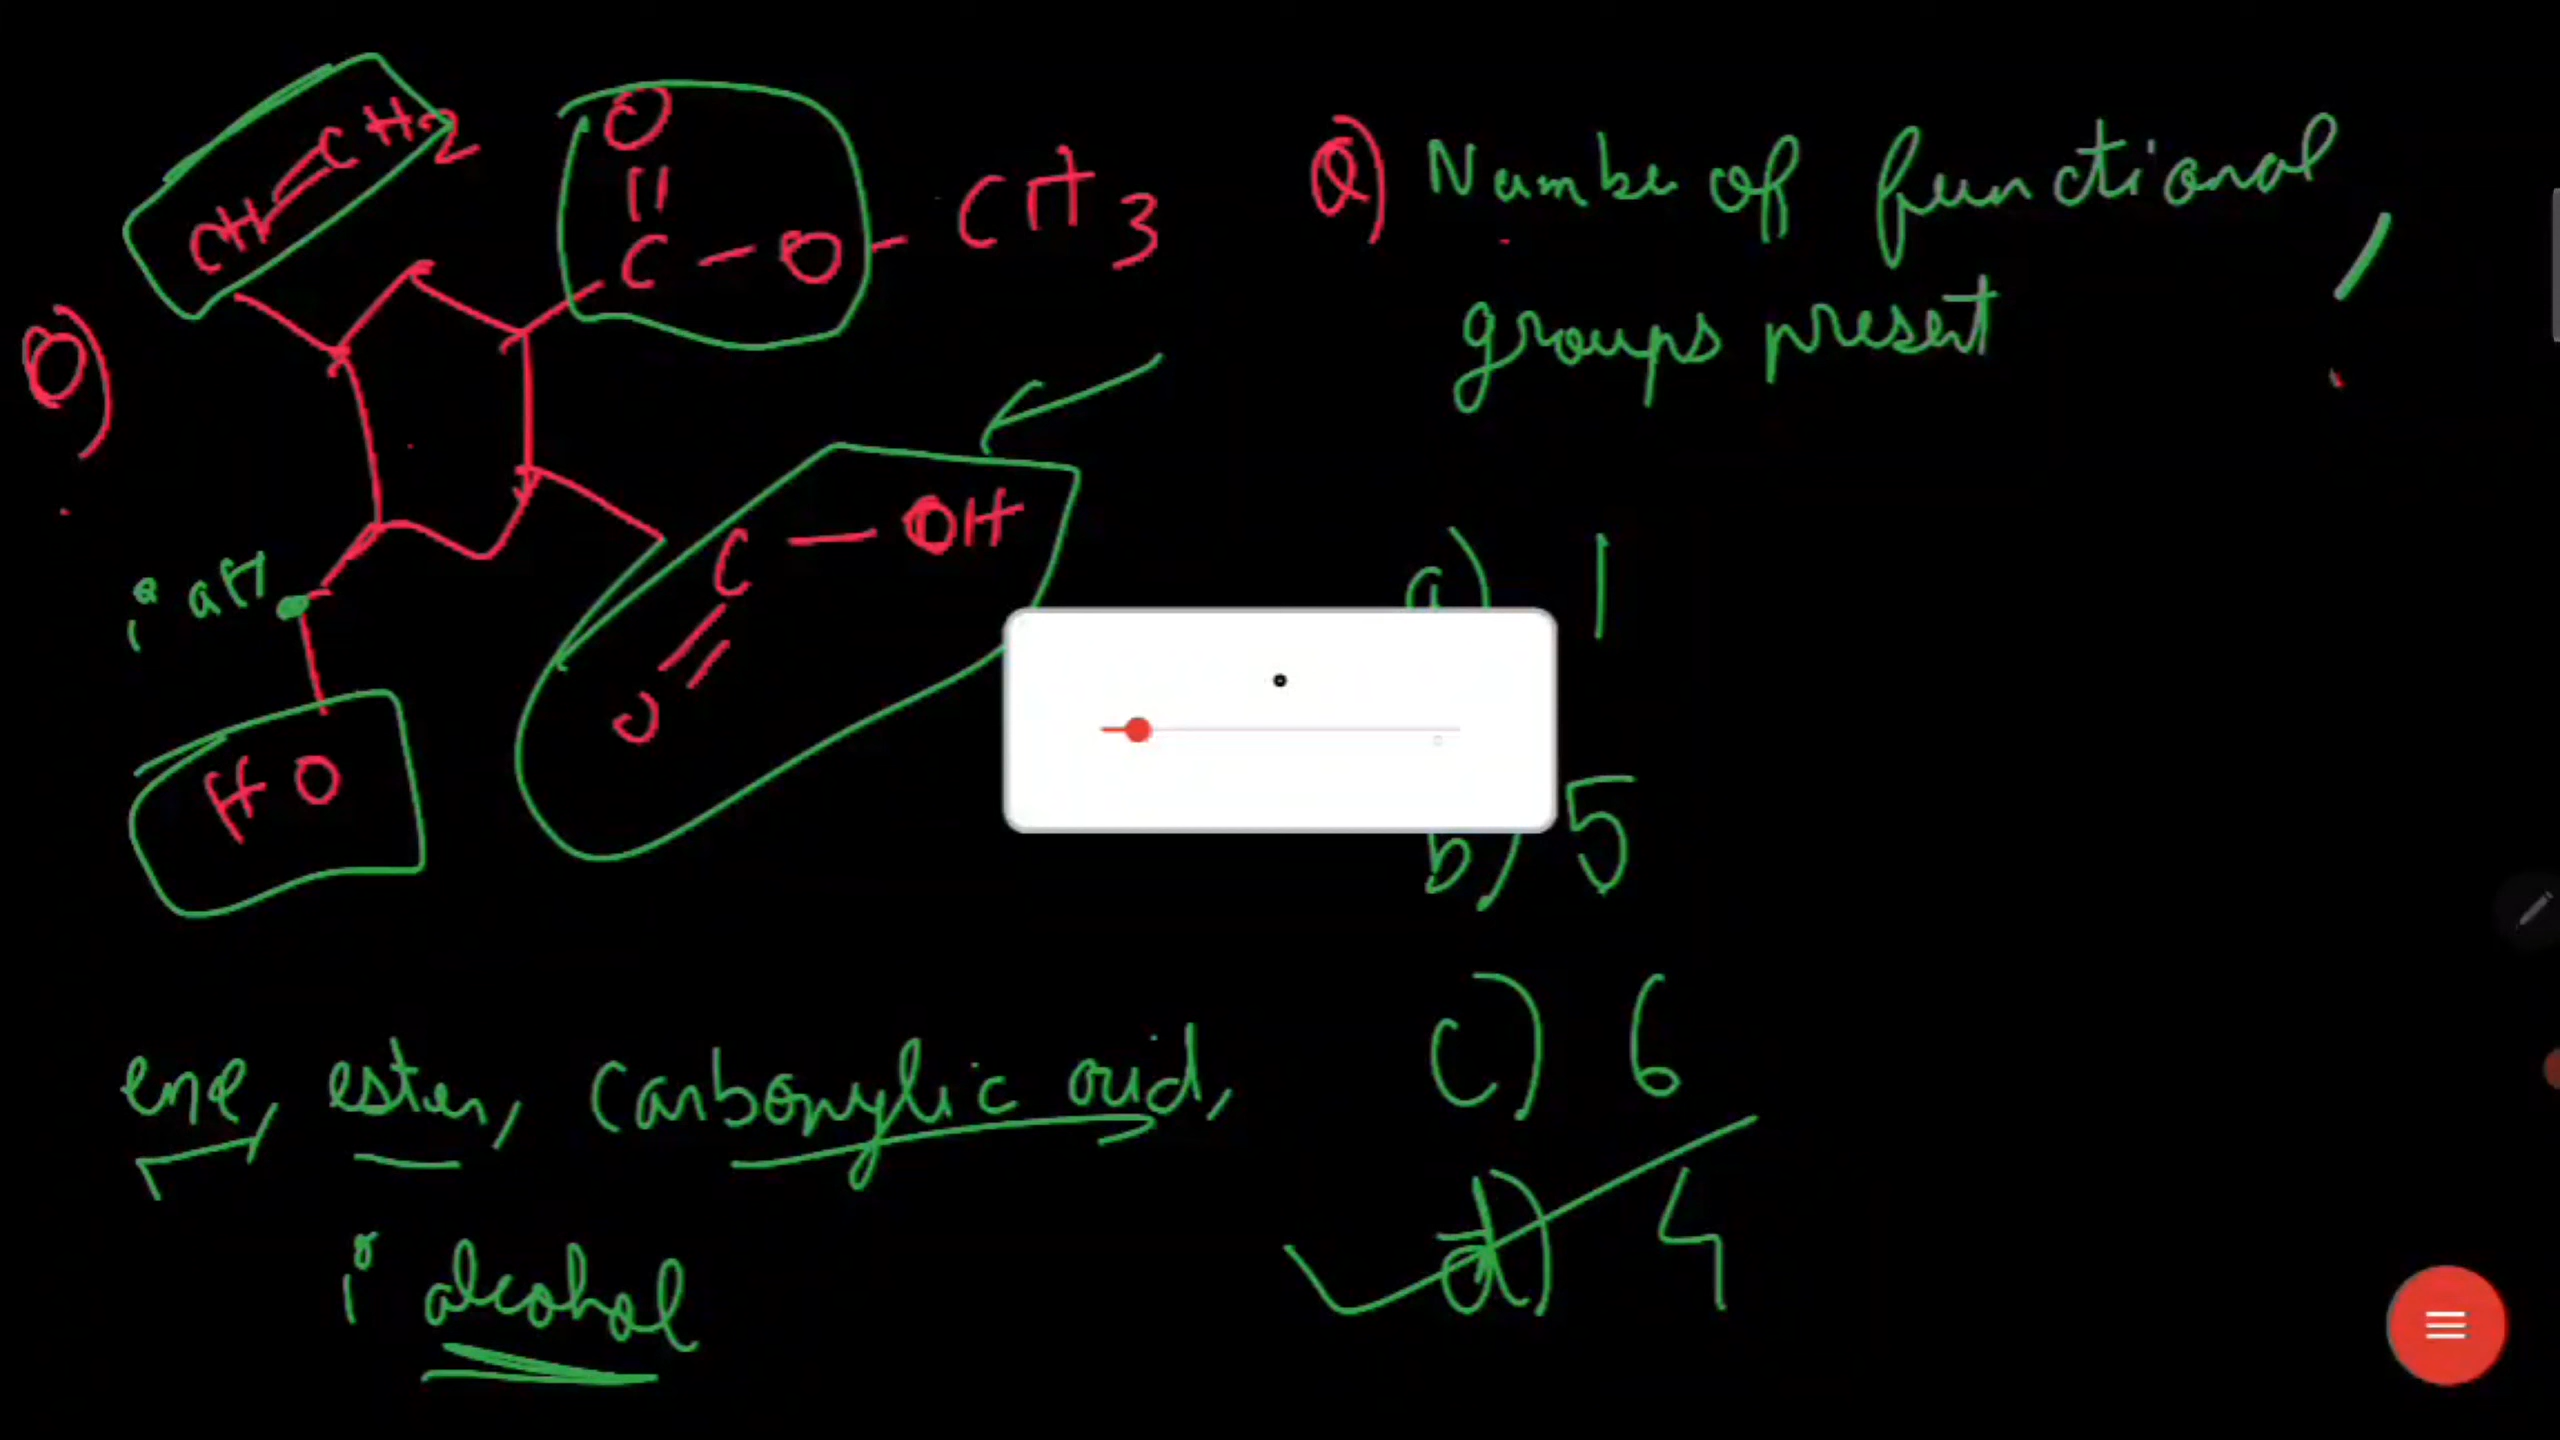 CH=CH2
O
||
C - O - CH3
Q)
C - OH
O
1° alc
HO
ene, ester, Carboxylic acid,
1° alcohol
Q) Number of functional
groups present
a) 1
b) 5
c) 6
d) 4